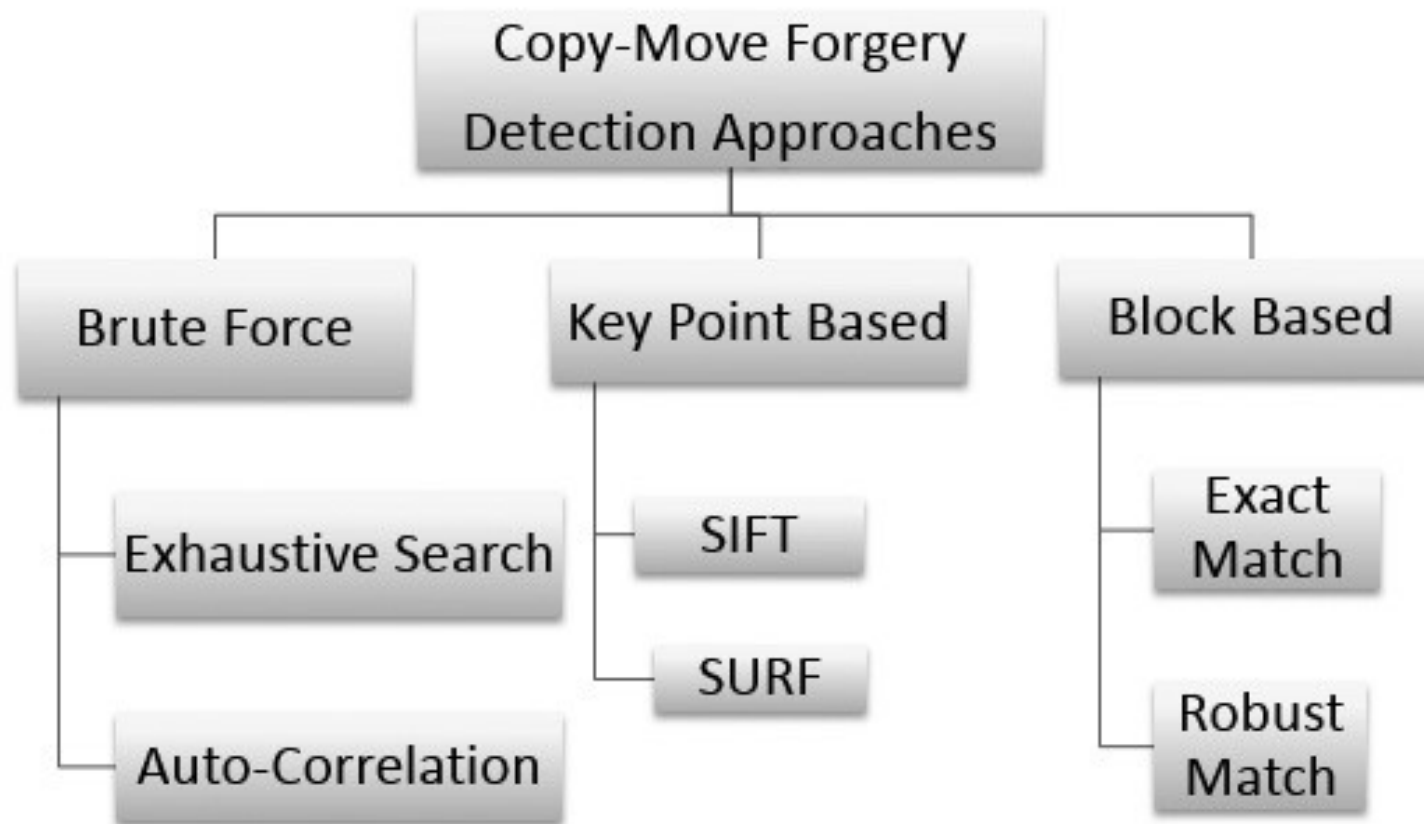 Copy-Move Forgery
Detection Approaches
Brute Force
Key Point Based
Block Based
Exhaustive Search
Auto-Correlation
SIFT
SURF
Exact
Match
Robust
Match